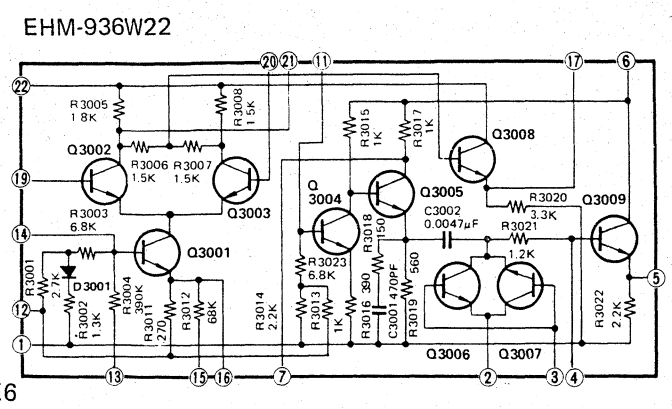 EHM-936W22
20 21 11 17 6
22
R3005
1.8K
R3008
1.5K
R3015
1K
R3017
1K
Q3008
Q3002
R3006
1.5K
R3007
1.5K
19
Q3003
Q
3004
Q3005
R3020
3.3K
Q3009
R3003
6.8K
R3018
150
C3002
0.0047μF
14
Q3001
R3021
1.2K
R3001
2.7K
D3001
R3002
1.3K
R3004
390K
R3023
6.8K
560
5
12
R3011
270
R3012
68K
R3014
2.2K
R3013
1K
R3016
390
C3001
470PF
R3019
R3022
2.2K
1
Q3006
Q3007
13 15 16 7 2 3 4
6